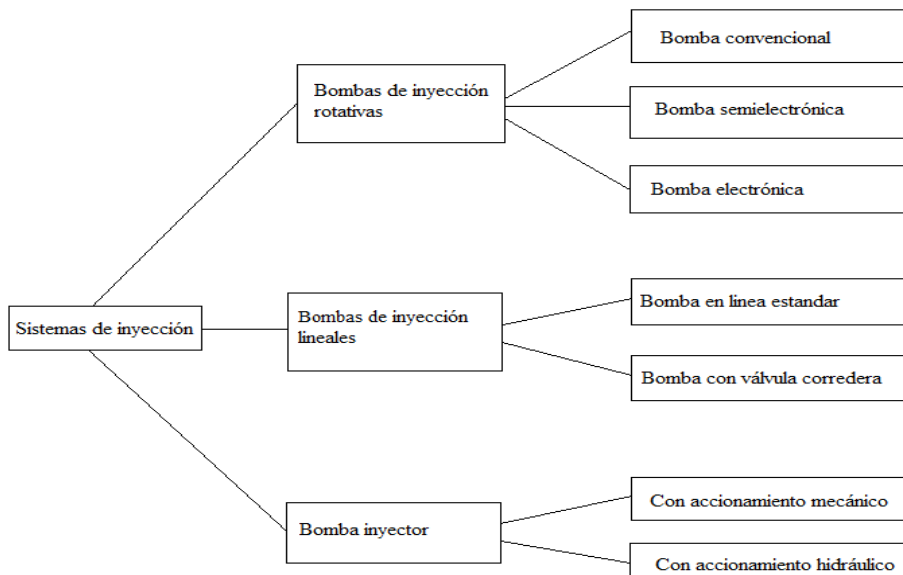 Bomba convencional
Bombas de inyección
rotativas
Bomba semielectrónica
Bomba electrónica
Sistemas de inyección
Bombas de inyección
lineales
Bomba en linea estandar
Bomba con válvula corredera
Bomba inyector
Con accionamiento mecánico
Con accionamiento hidráulico